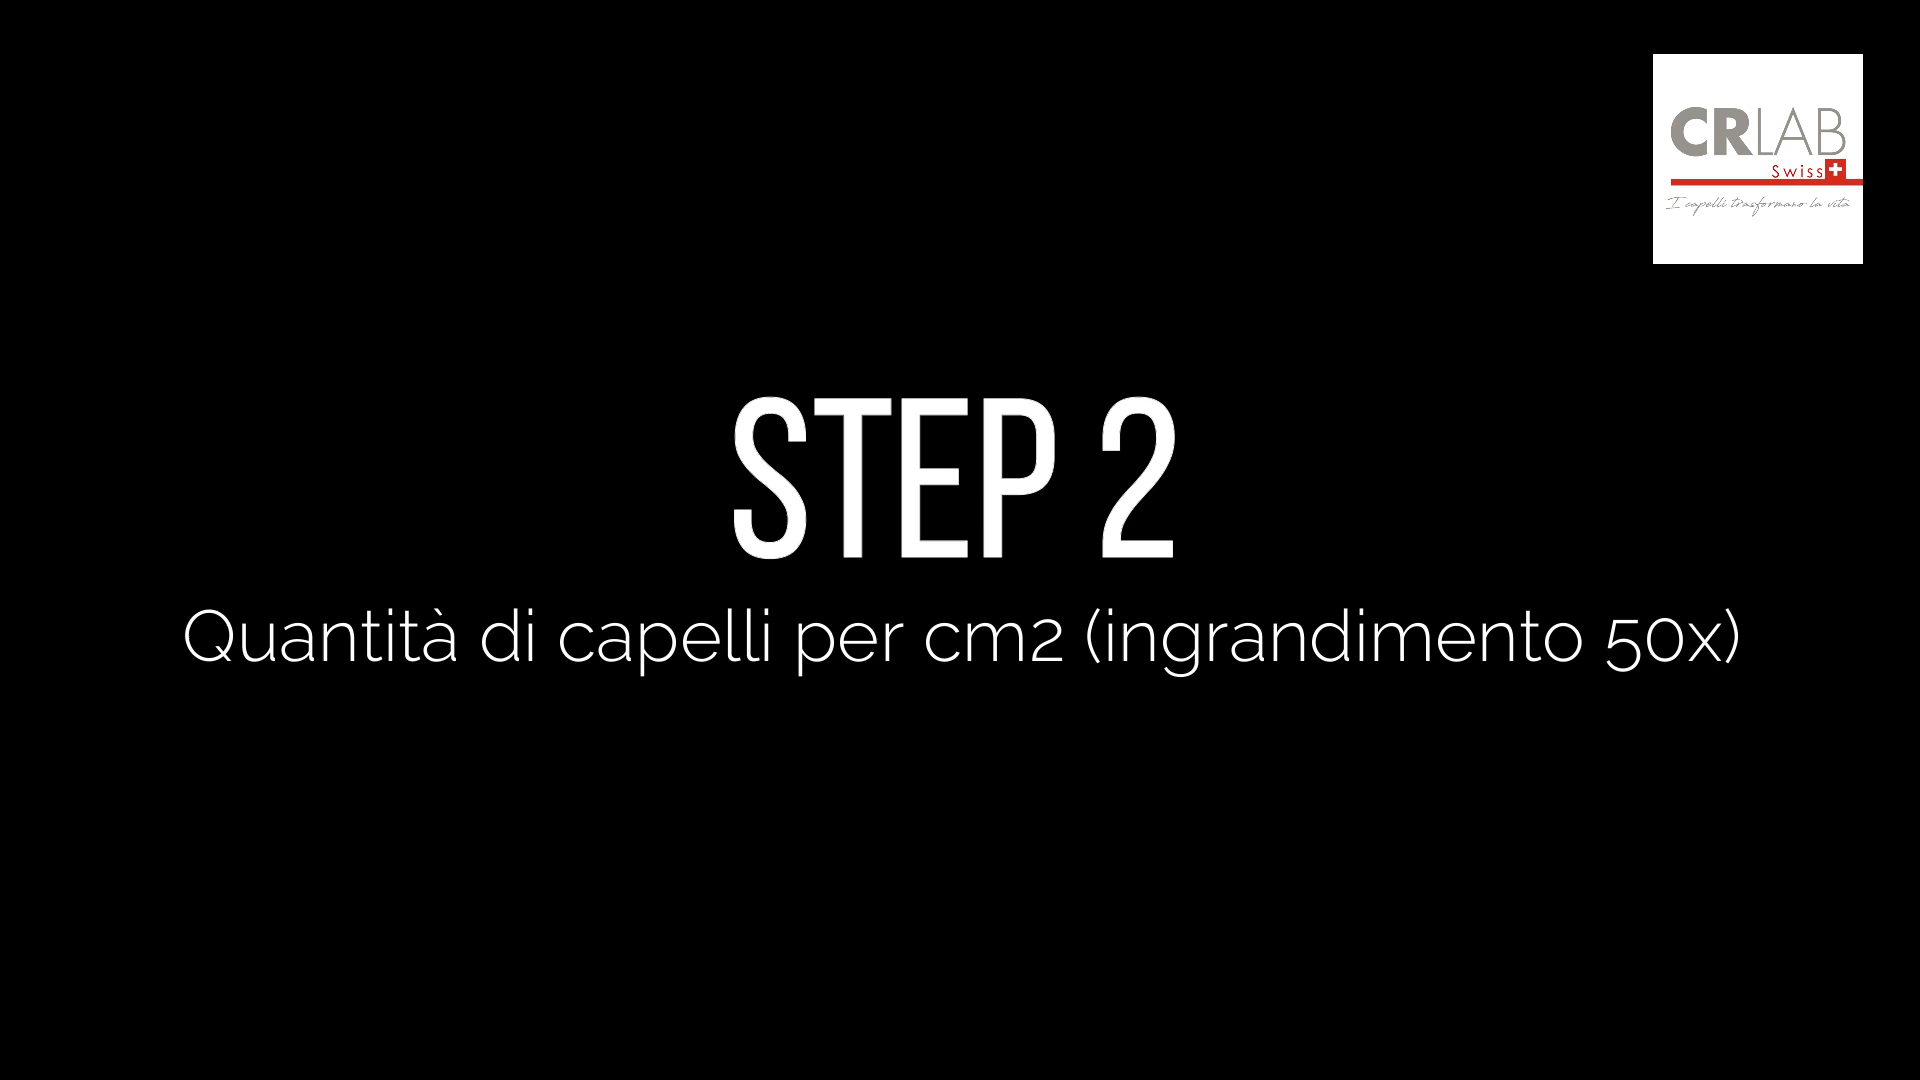 CRLAB
Swiss
I capelli trasformano la vita
STEP 2
Quantità di capelli per cm2 (ingrandimento 50x)